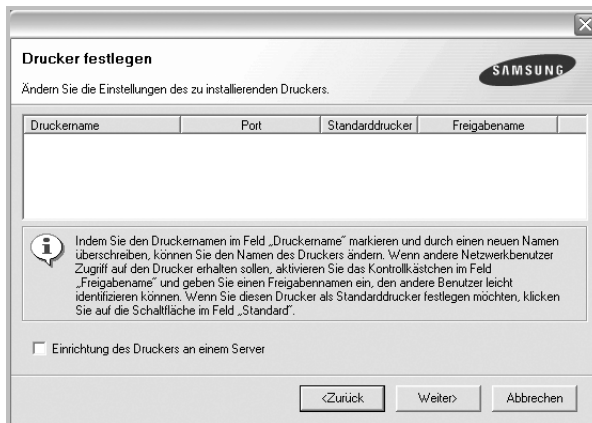 Drucker festlegen
SAMSUNG
Ändern Sie die Einstellungen des zu installierenden Druckers.
Druckername Port Standarddrucker Freigabename
Indem Sie den Druckernamen im Feld „Druckername" markieren und durch einen neuen Namen
überschreiben, können Sie den Namen des Druckers ändern. Wenn andere Netzwerkbenutzer
Zugriff auf den Drucker erhalten sollen, aktivieren Sie das Kontrollkästchen im Feld
„Freigabename" und geben Sie einen Freigabennamen ein, den andere Benutzer leicht
identifizieren können. Wenn Sie diesen Drucker als Standarddrucker festlegen möchten, klicken
Sie auf die Schaltfläche im Feld „Standard".
Einrichtung des Druckers an einem Server
<Zurück Weiter> Abbrechen